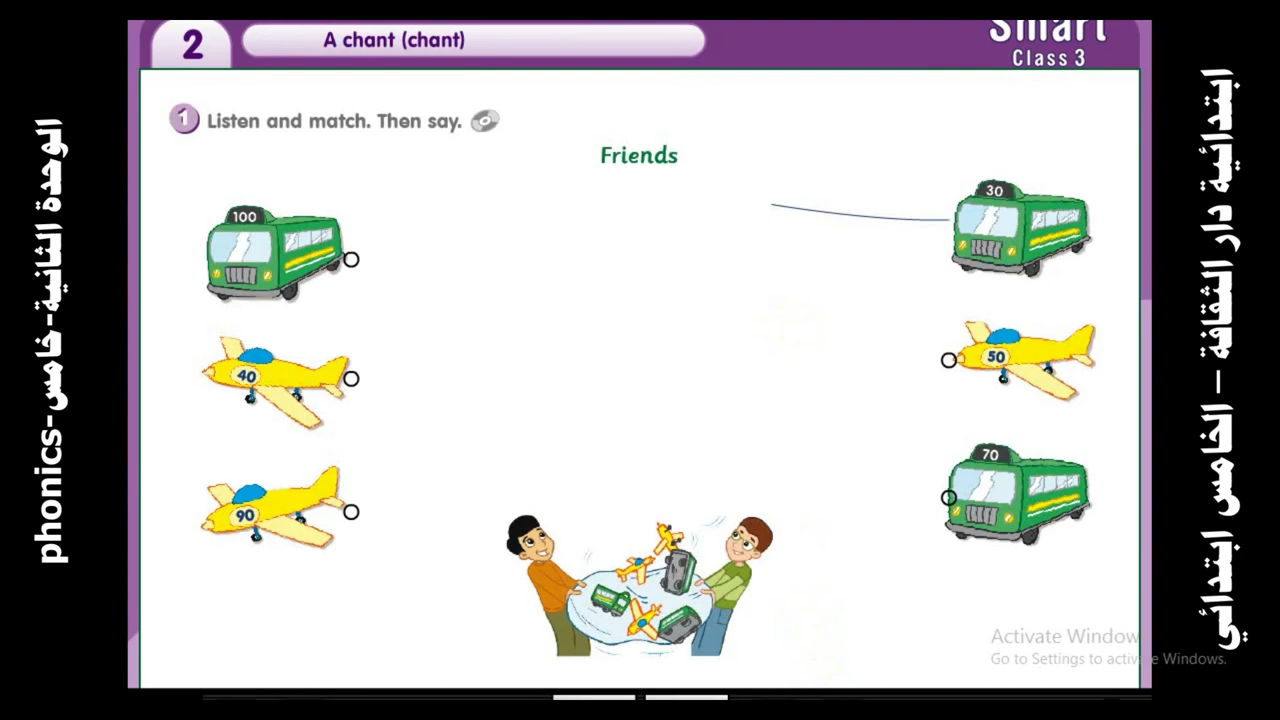 2
A chant (chant)
Smart
Class 3
1 Listen and match. Then say.
Friends
100
30
40
50
90
70
Activate Window
Go to Settings to activate Windows.
الوحدة الثانية-خامس-phonics
ابتدائية دار الثقافة – الخامس ابتدائي